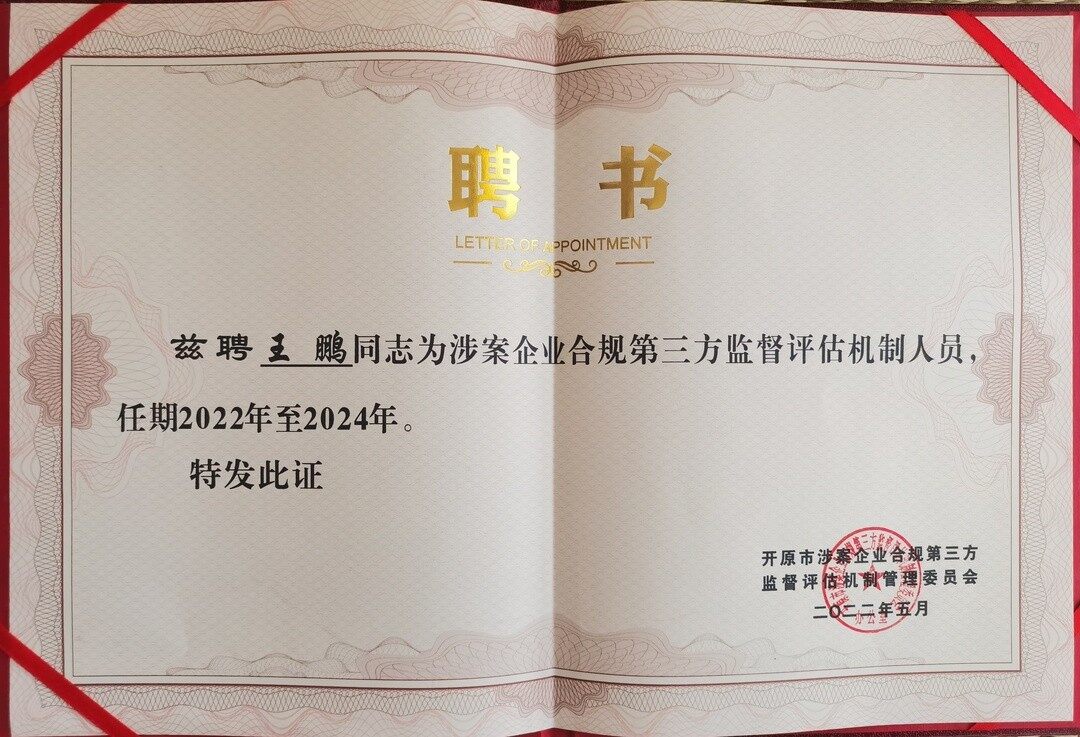 聘书
LETTER OF APPOINTMENT
兹聘王鹏同志为涉案企业合规第三方监督评估机制人员，
任期2022年至2024年。
特发此证
开原市涉案企业合规第三方
监督评估机制管理委员会
二〇二二年五月
办公室